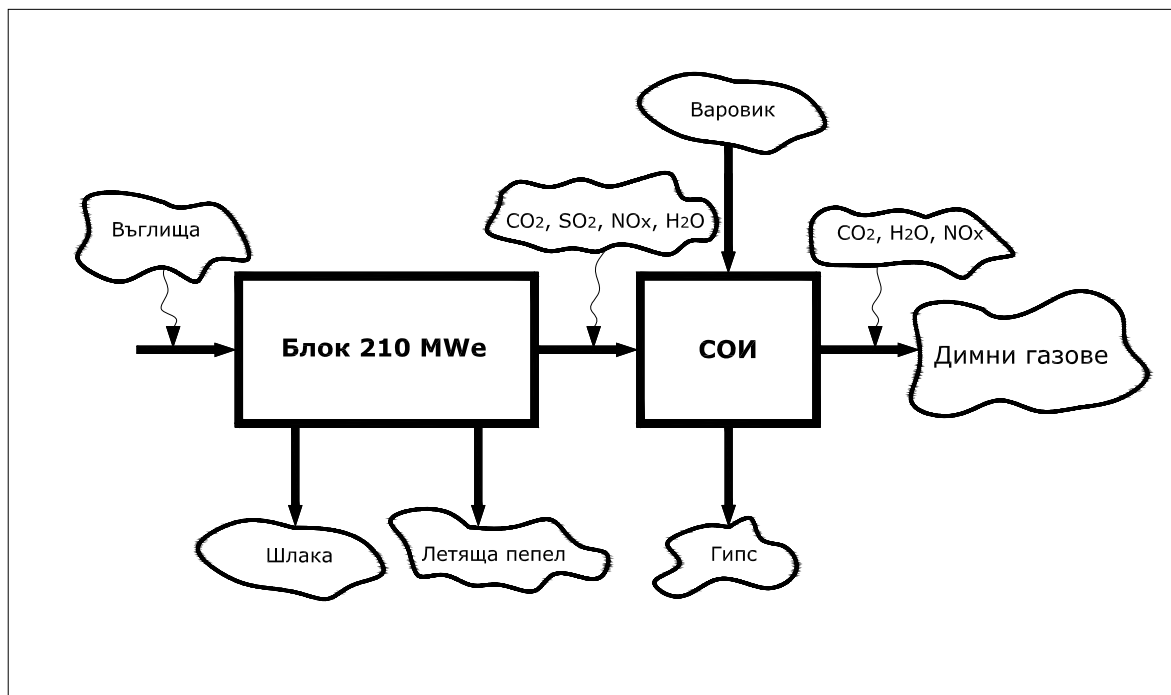 Варовик
Въглища
CO2, SO2, NOx, H2O
CO2, H2O, NOx
Блок 210 MWe
СОИ
Димни газове
Шлака
Летяща пепел
Гипс